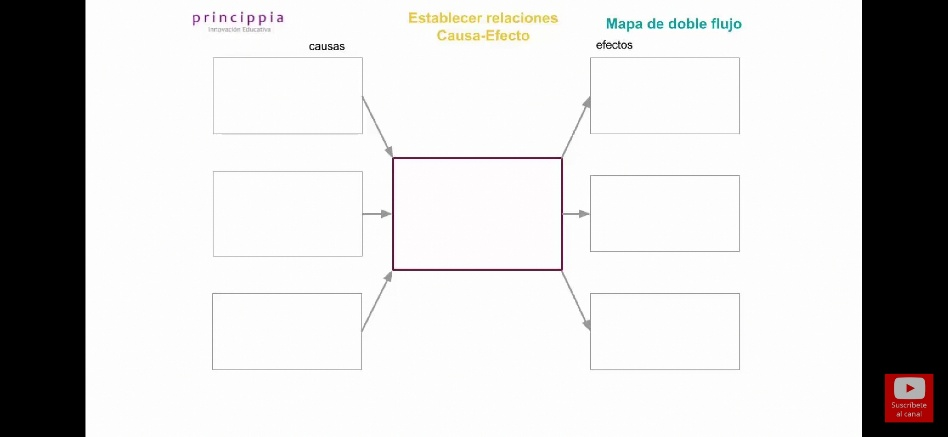 princippia
Innovación Educativa
Establecer relaciones
Causa-Efecto
Mapa de doble flujo
causas
efectos
Suscríbete
al canal